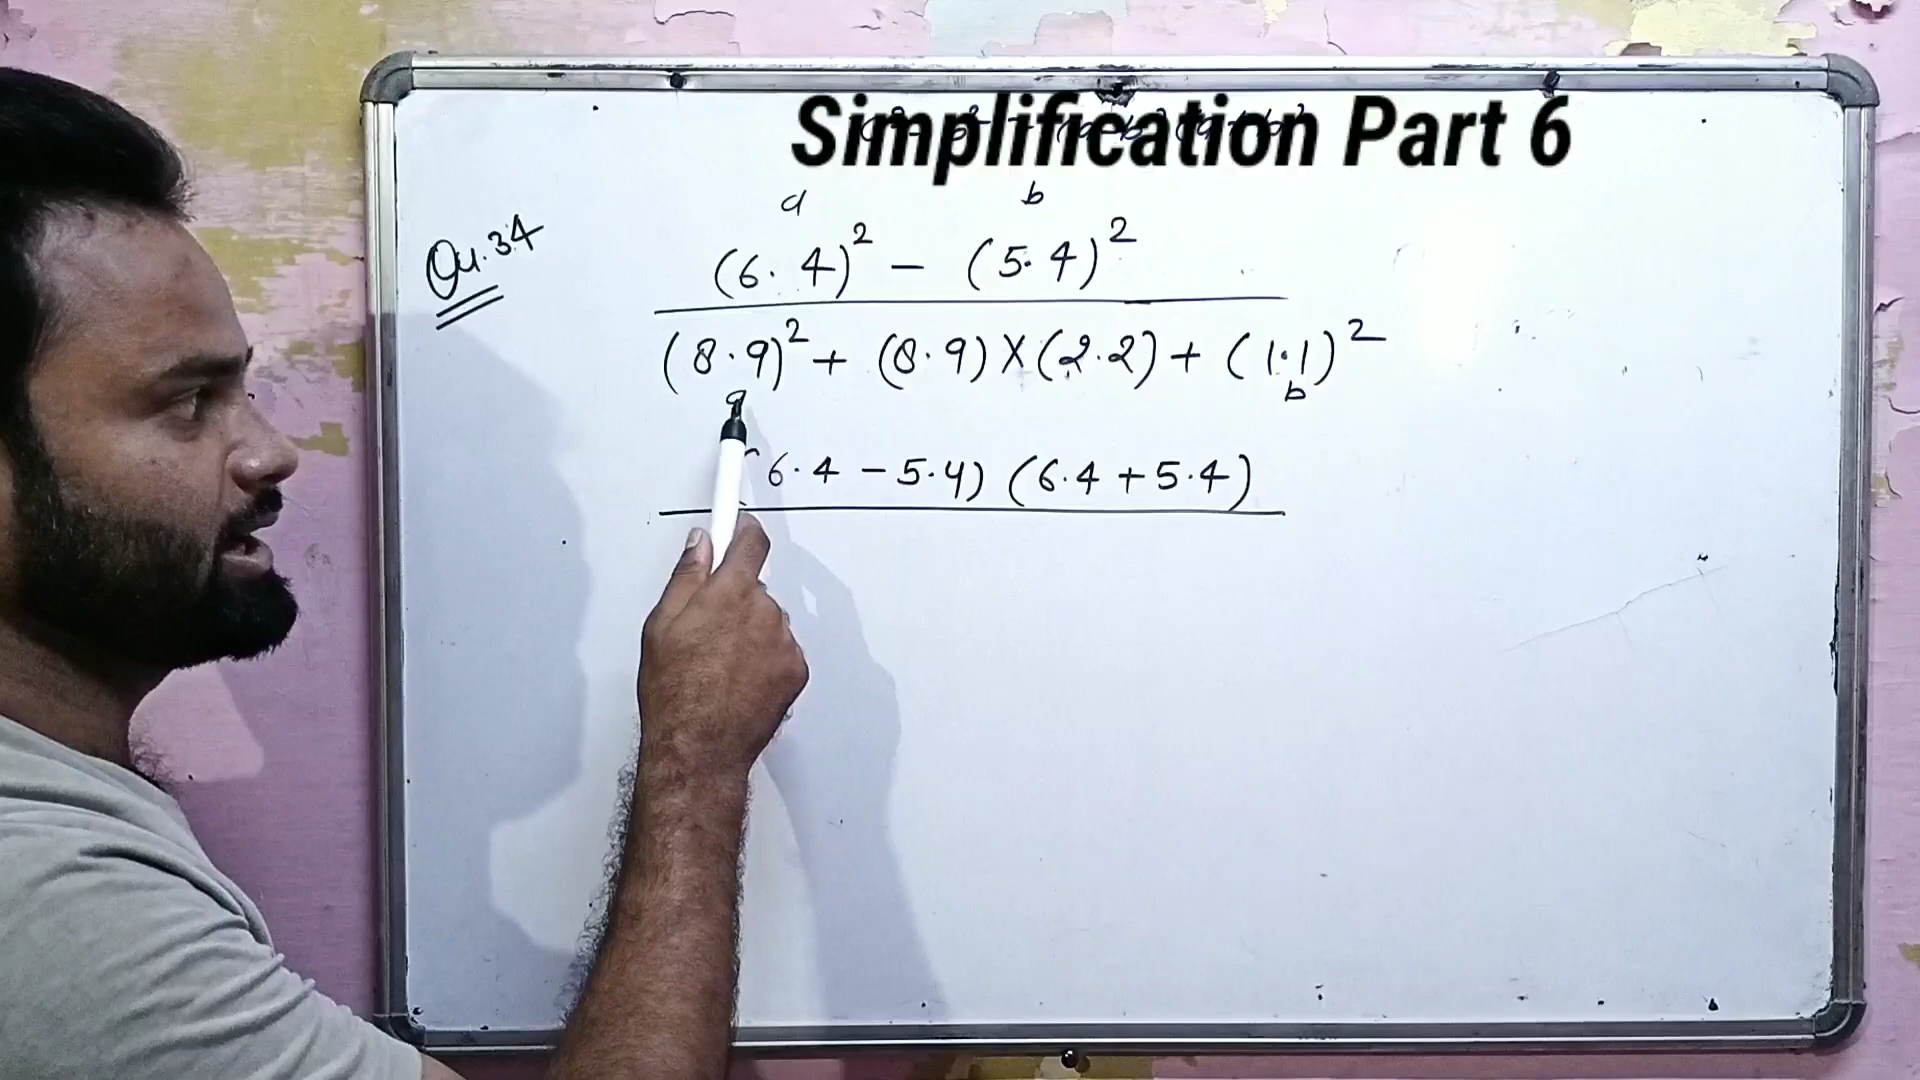 Simplification Part 6
a b
Qu.34
(6.4)² - (5.4)²
(8.9)² + (8.9) X (2.2) + (1.1)²
a b
6.4 - 5.4) (6.4 + 5.4)